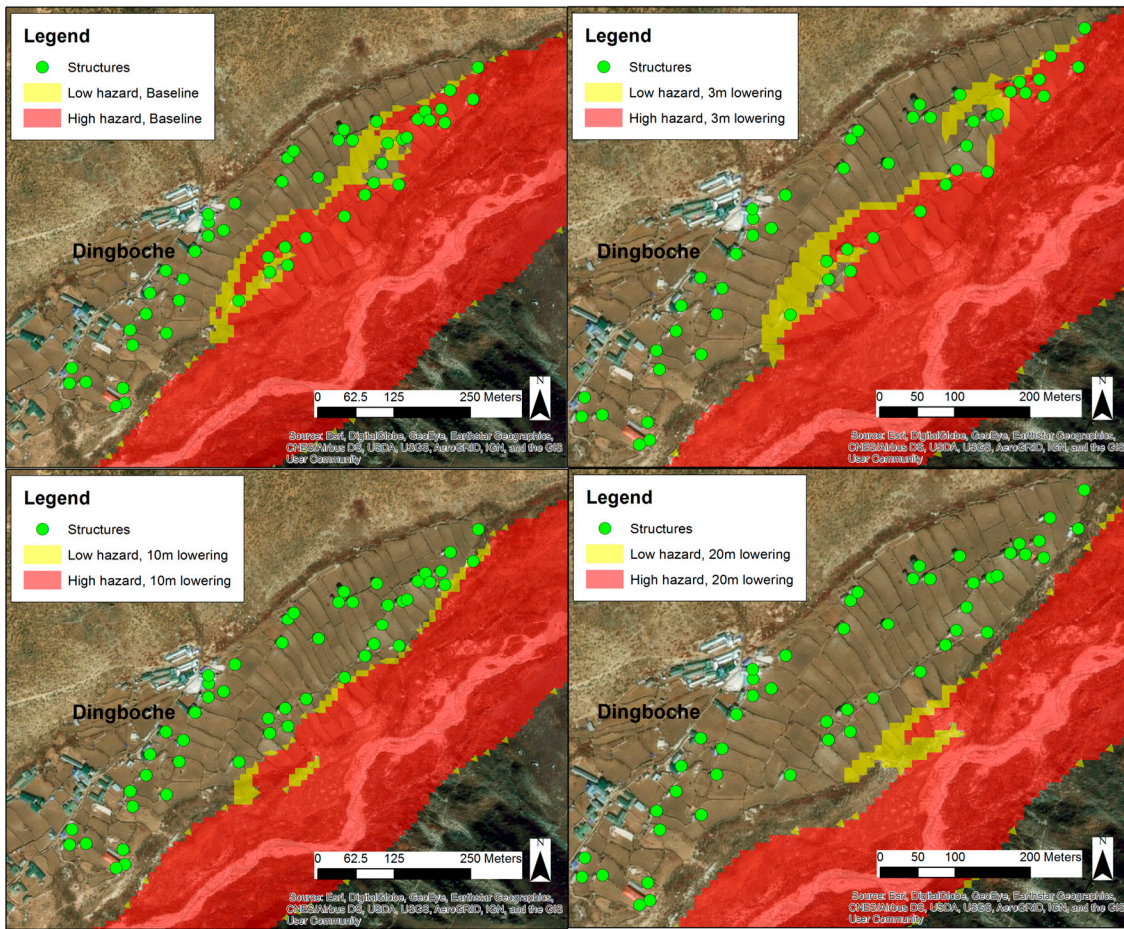 Legend
Structures
Low hazard, Baseline
High hazard, Baseline
Dingboche
N
0 62.5 125 250 Meters
Source: Esri, DigitalGlobe, GeoEye, Earthstar Geographics,
CNES/Airbus DS, USDA, USGS, AeroGRID, IGN, and the GIS
User Community
Legend
Structures
Low hazard, 3m lowering
High hazard, 3m lowering
Dingboche
N
0 50 100 200 Meters
Source: Esri, DigitalGlobe, GeoEye, Earthstar Geographics,
CNES/Airbus DS, USDA, USGS, AeroGRID, IGN, and the GIS
User Community
Legend
Structures
Low hazard, 10m lowering
High hazard, 10m lowering
Dingboche
N
0 62.5 125 250 Meters
Source: Esri, DigitalGlobe, GeoEye, Earthstar Geographics,
CNES/Airbus DS, USDA, USGS, AeroGRID, IGN, and the GIS
User Community
Legend
Structures
Low hazard, 20m lowering
High hazard, 20m lowering
Dingboche
N
0 50 100 200 Meters
Source: Esri, DigitalGlobe, GeoEye, Earthstar Geographics,
CNES/Airbus DS, USDA, USGS, AeroGRID, IGN, and the GIS
User Community